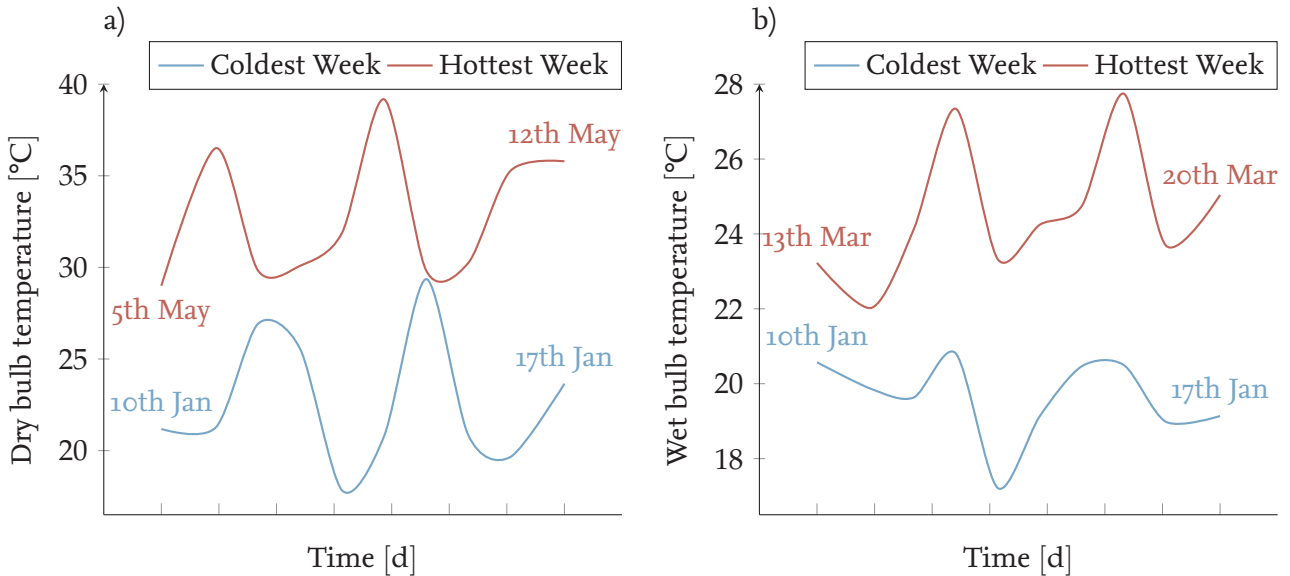 a)
Coldest Week Hottest Week
40
35
30
25
20
Dry bulb temperature [°C]
12th May
5th May
17th Jan
10th Jan
Time [d]
b)
Coldest Week Hottest Week
28
26
24
22
20
18
Wet bulb temperature [°C]
20th Mar
13th Mar
10th Jan
17th Jan
Time [d]